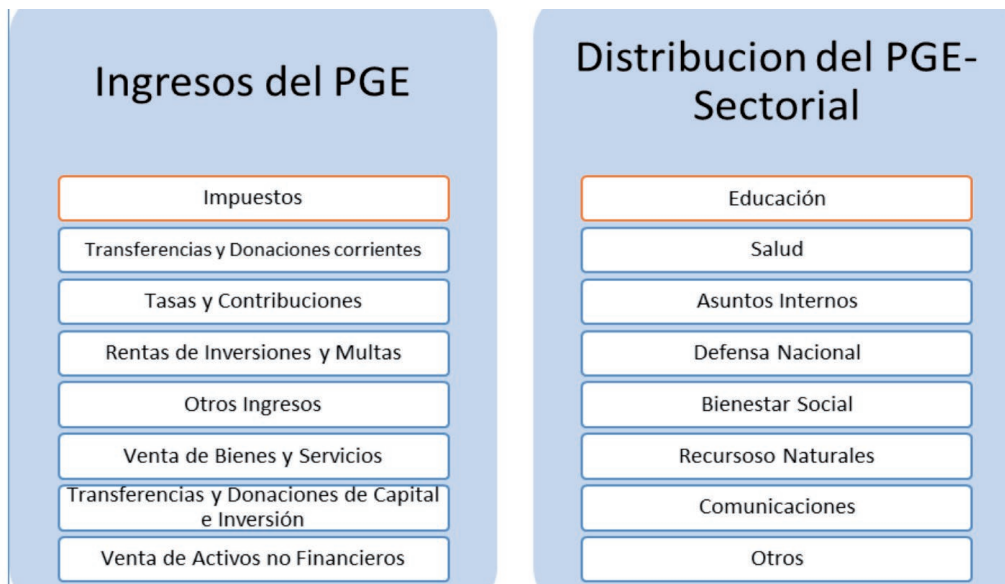 Ingresos del PGE
Impuestos
Transferencias y Donaciones corrientes
Tasas y Contribuciones
Rentas de Inversiones y Multas
Otros Ingresos
Venta de Bienes y Servicios
Transferencias y Donaciones de Capital
e Inversión
Venta de Activos no Financieros
Distribucion del PGE-
Sectorial
Educación
Salud
Asuntos Internos
Defensa Nacional
Bienestar Social
Recursoso Naturales
Comunicaciones
Otros